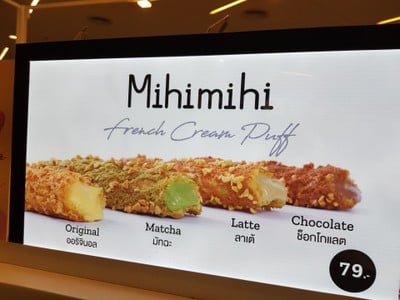 Mihimihi
French Cream Puff
Original
ออริจินอล
Matcha
มัทฉะ
Latte
ลาเต้
Chocolate
ช็อกโกแลต
79.-